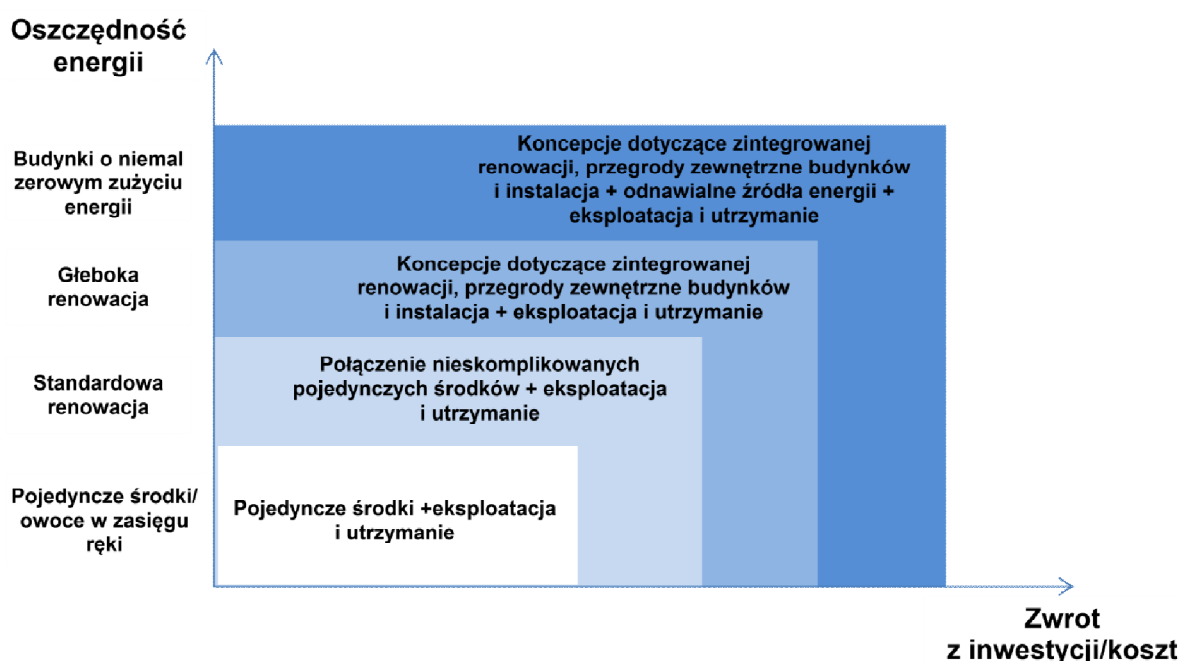 Oszczędność
energii
Budynki o niemal
zerowym zużyciu
energii
Koncepcje dotyczące zintegrowanej
renowacji, przegrody zewnętrzne budynków
i instalacja + odnawialne źródła energii +
eksploatacja i utrzymanie
Głeboka
renowacja
Koncepcje dotyczące zintegrowanej
renowacji, przegrody zewnętrzne budynków
i instalacja + eksploatacja i utrzymanie
Standardowa
renowacja
Połączenie nieskomplikowanych
pojedynczych środków + eksploatacja
i utrzymanie
Pojedyncze środki/
owoce w zasięgu
ręki
Pojedyncze środki +eksploatacja
i utrzymanie
Zwrot
z inwestycji/koszt